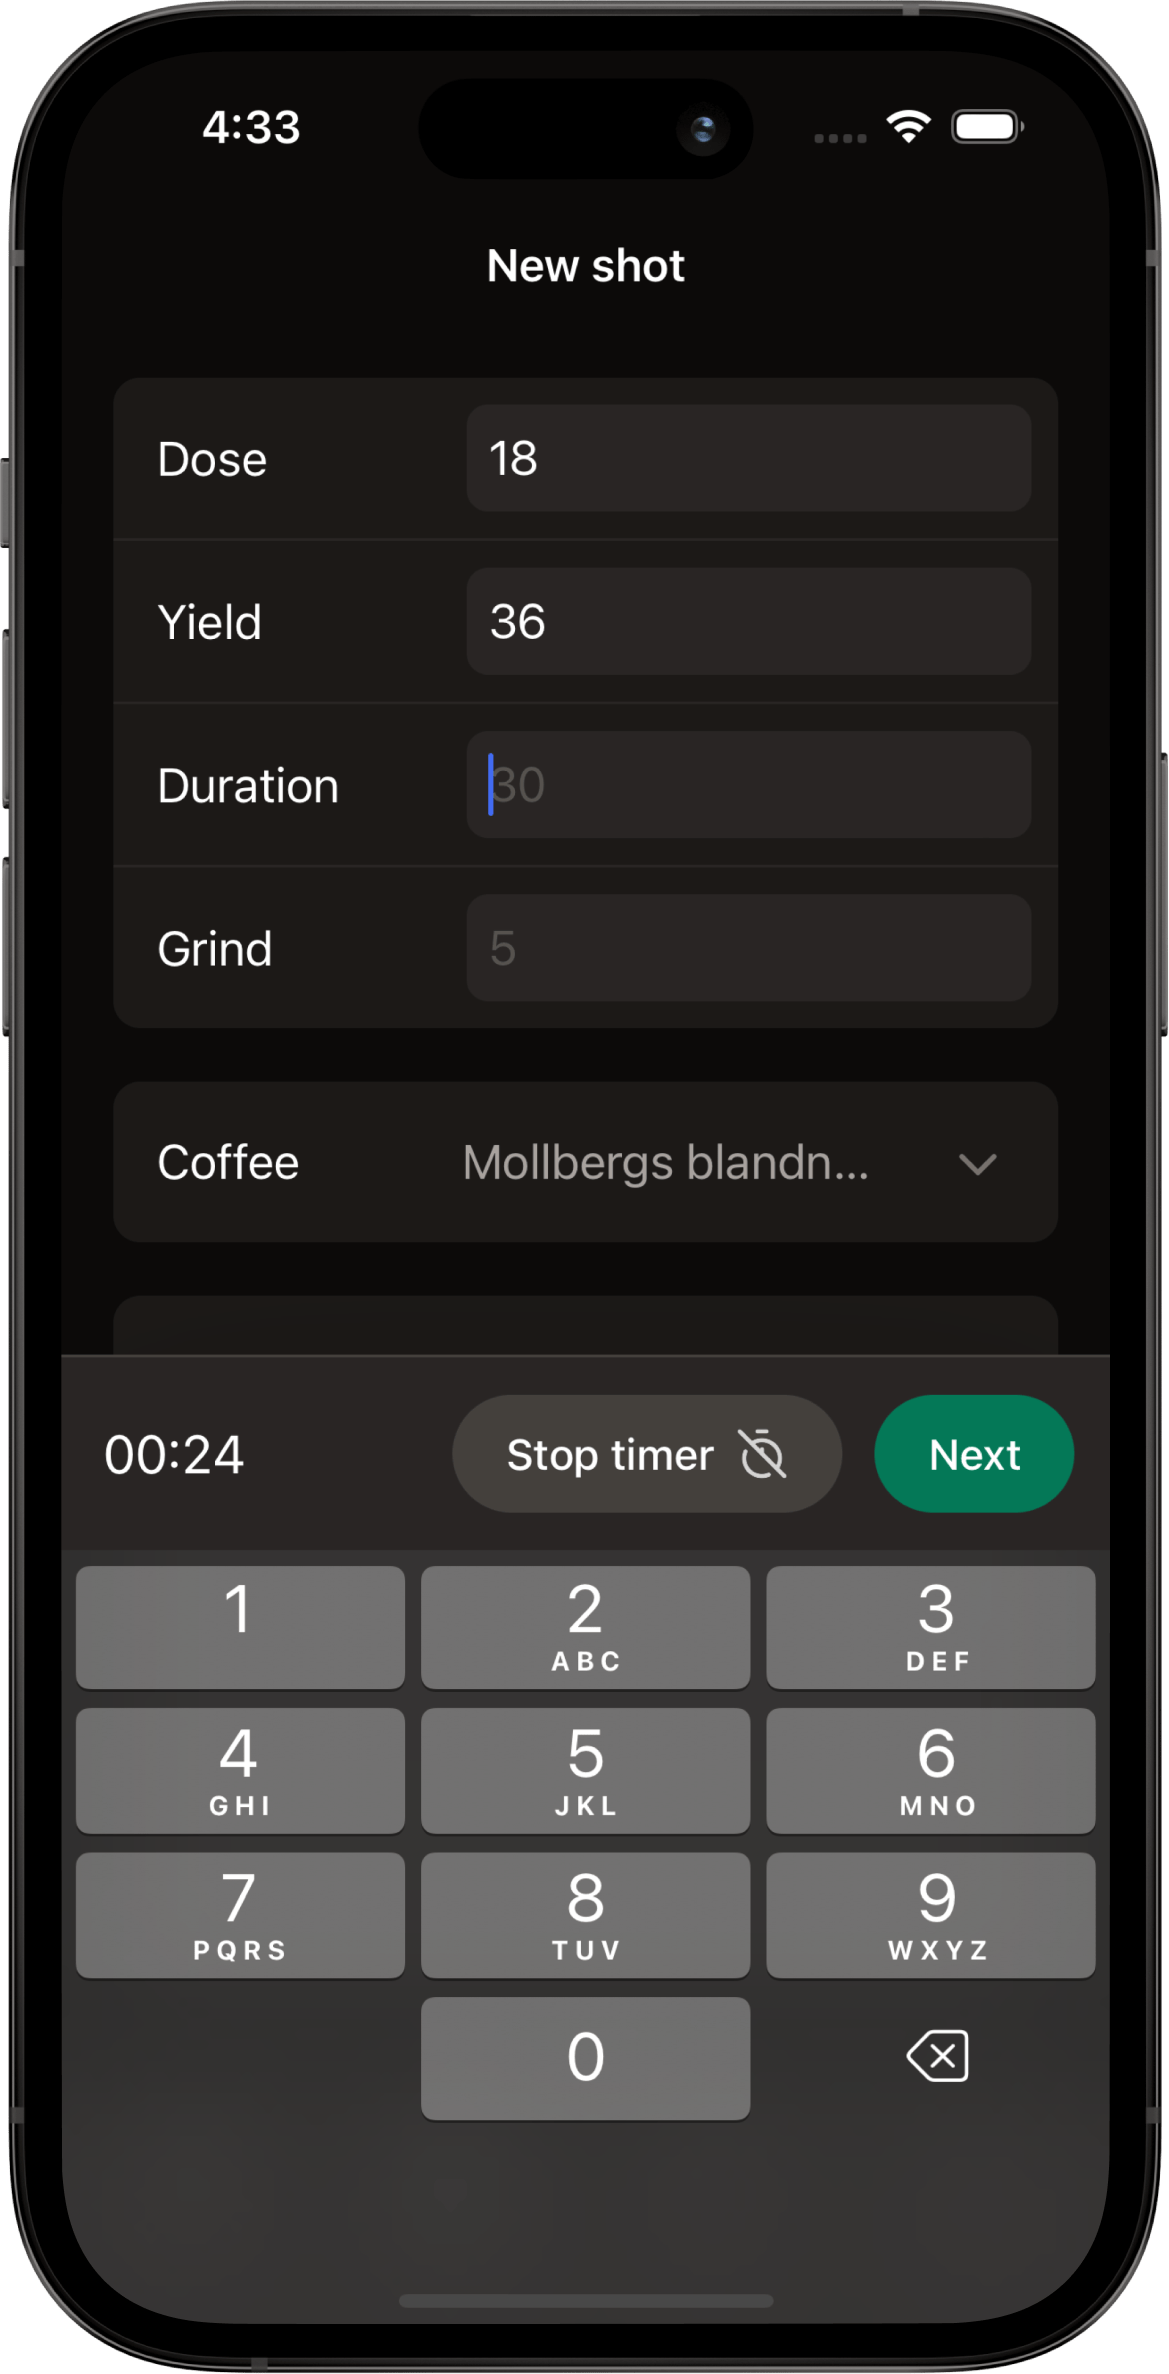 4:33
New shot
Dose 18
Yield 36
Duration 30
Grind 5
Coffee Mollbergs blandn...
00:24 Stop timer Next
1 2 3
ABC DEF
4 5 6
GHI JKL MNO
7 8 9
PQRS TUV WXYZ
0